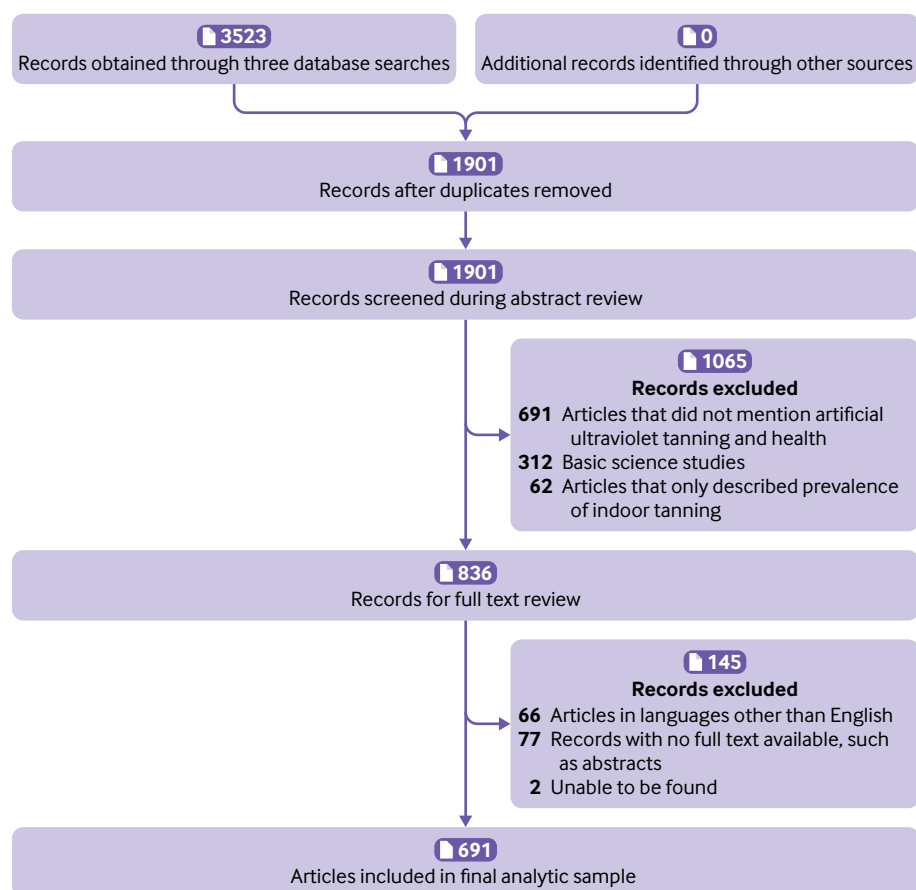 3523
Records obtained through three database searches
0
Additional records identified through other sources
1901
Records after duplicates removed
1901
Records screened during abstract review
1065
Records excluded
691 Articles that did not mention artificial
ultraviolet tanning and health
312 Basic science studies
62 Articles that only described prevalence
of indoor tanning
836
Records for full text review
145
Records excluded
66 Articles in languages other than English
77 Records with no full text available, such
as abstracts
2 Unable to be found
691
Articles included in final analytic sample